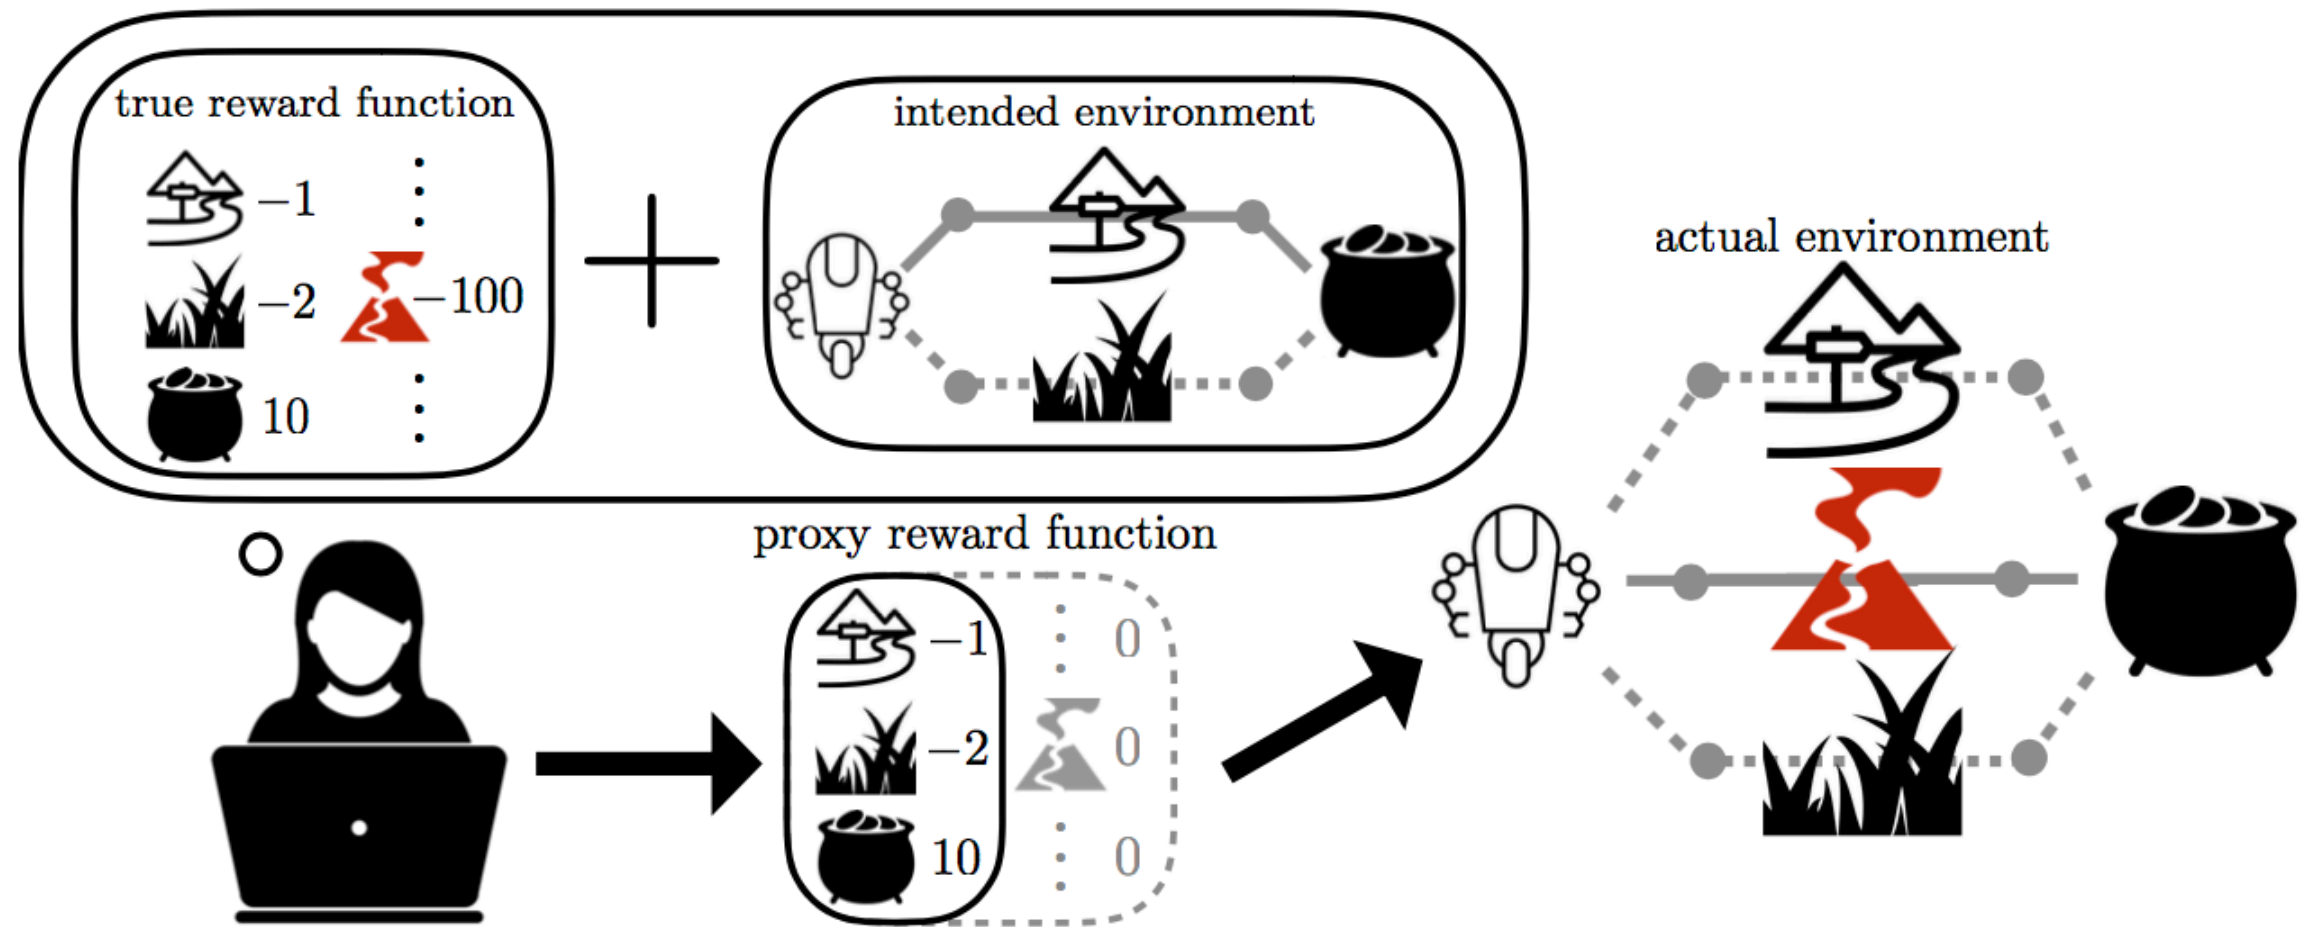 true reward function
−1
−2
−100
10
intended environment
actual environment
proxy reward function
−1
0
−2
0
10
0